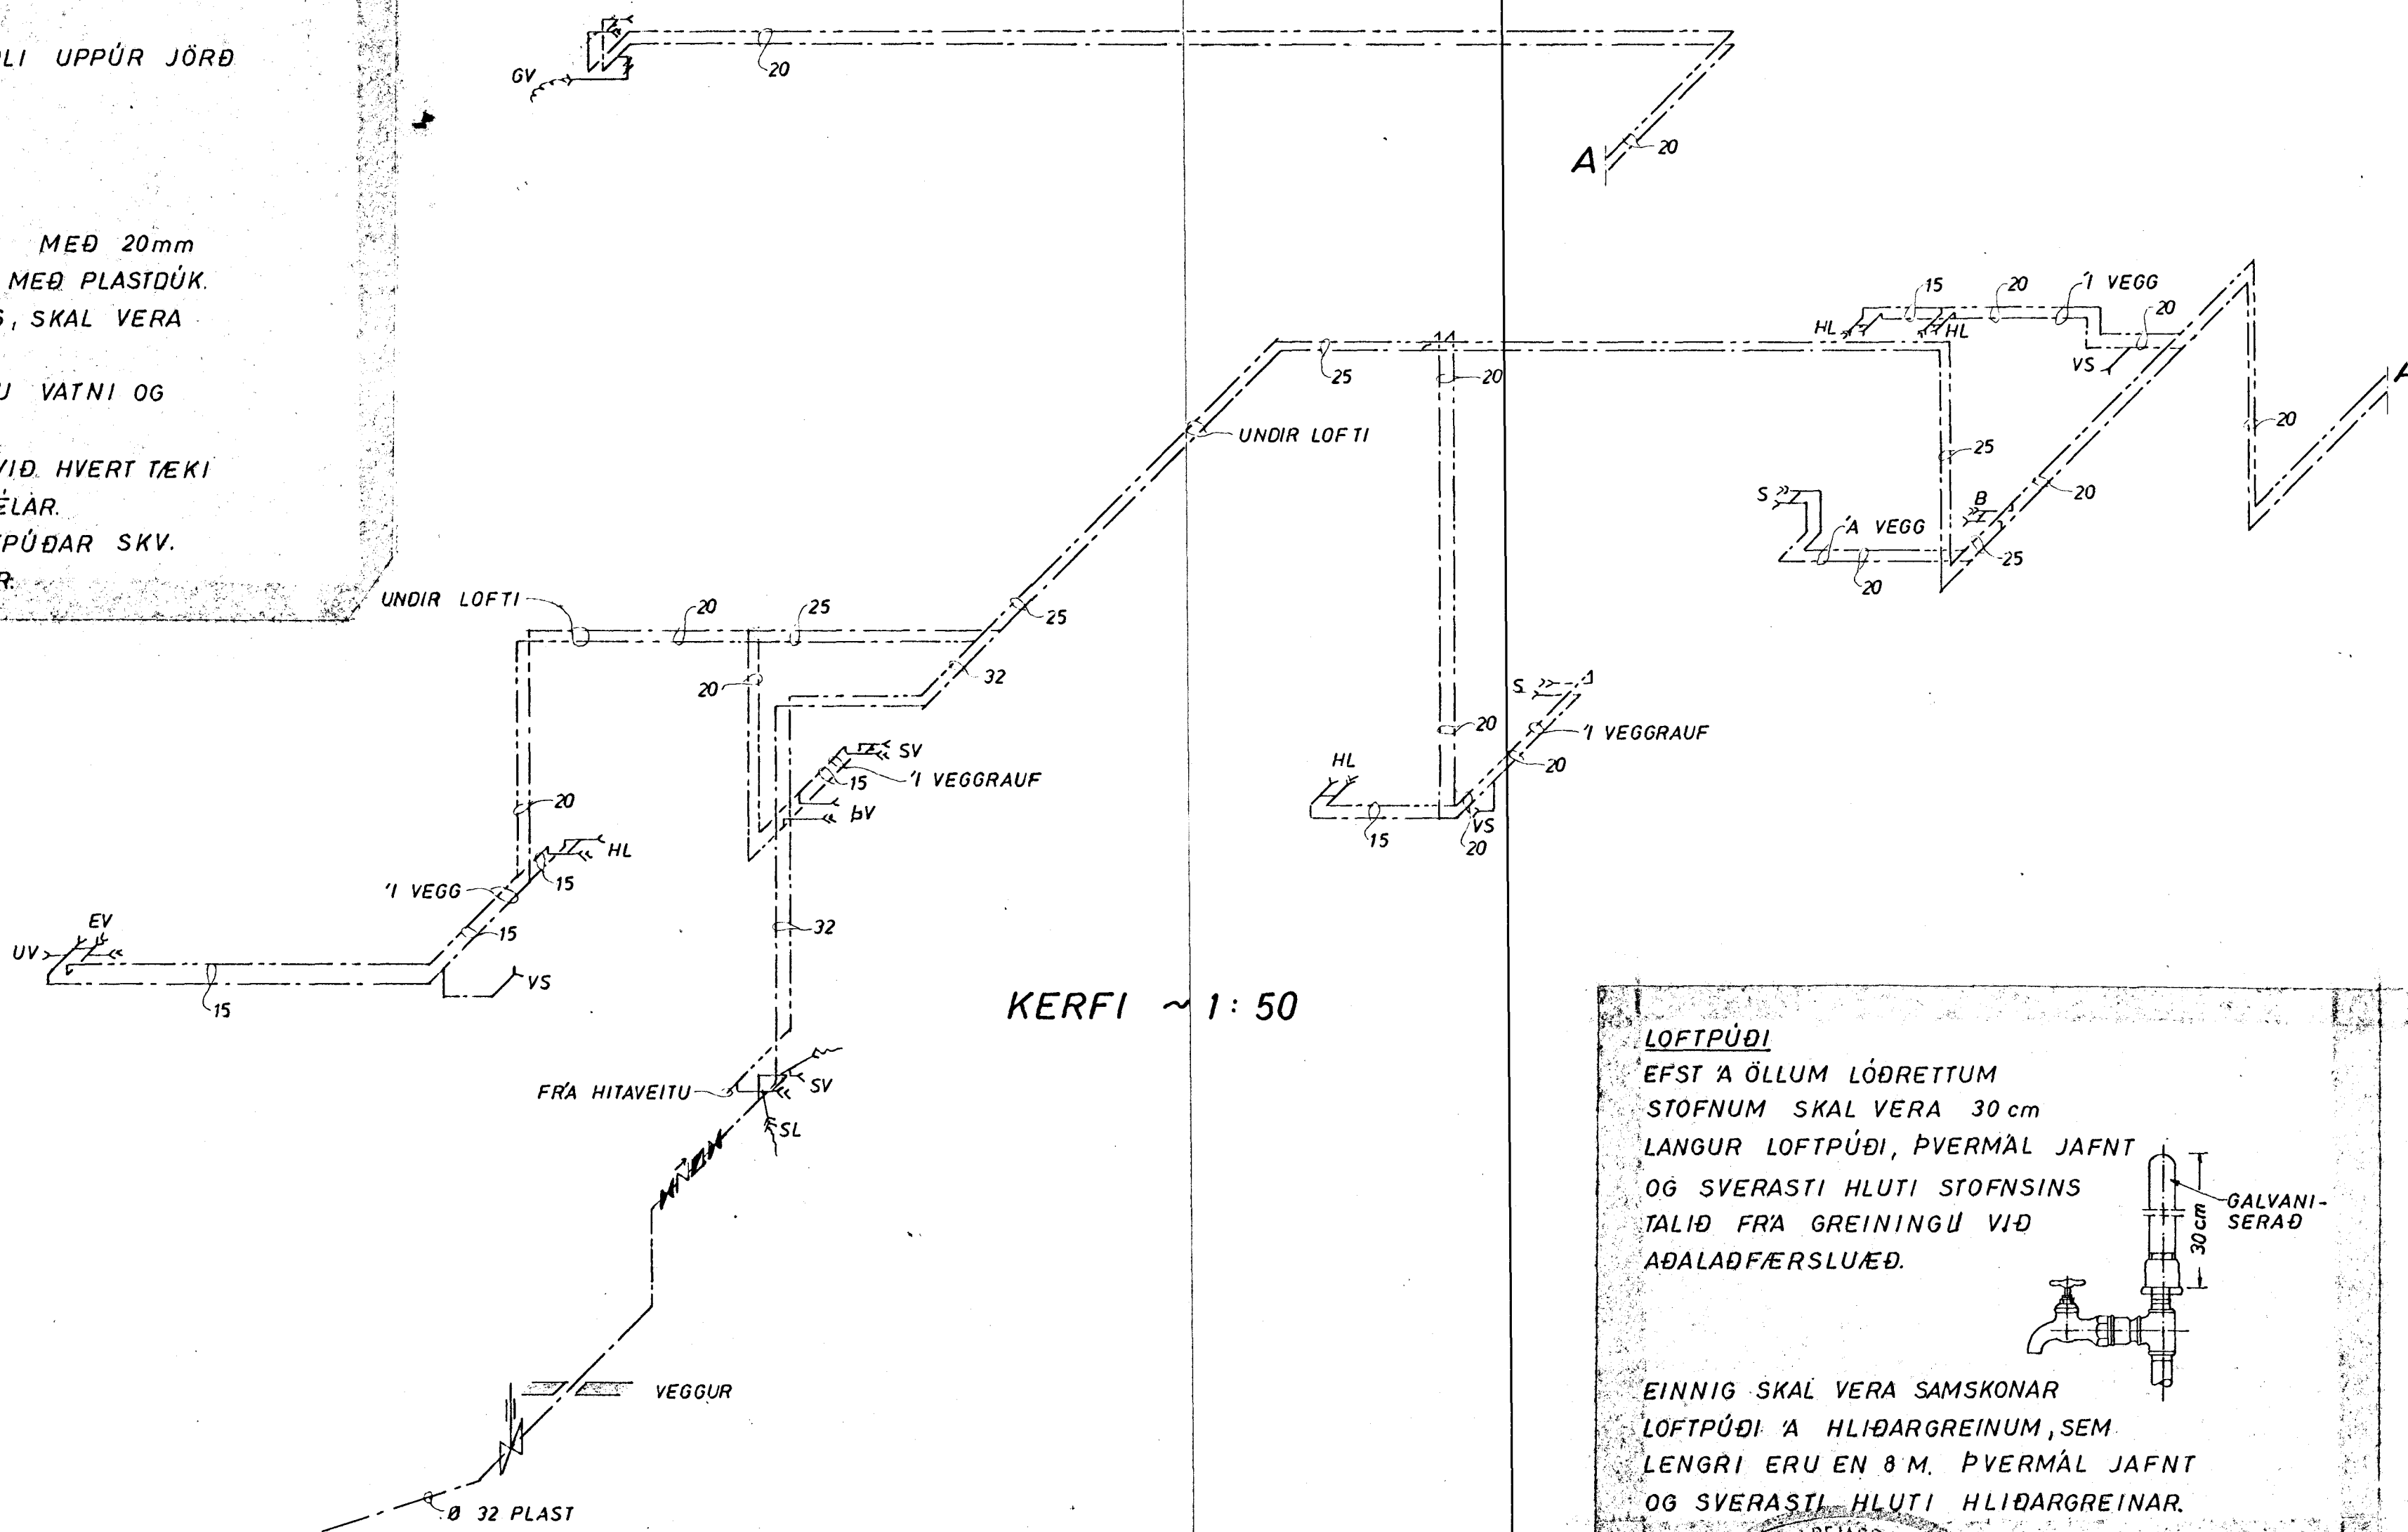 LI UPPÚR JÖRÐ
MEÐ 20mm
MEÐ PLASTDÚK.
S, SKAL VERA
U VATNI OG
VIÐ HVERT TÆKI
ÉLAR.
PÚÐAR SKV.
R.
GV
20
A
20
15
20
Í VEGG
20
HL
HL
VS
A
25
20
UNDIR LOFTI
20
25
S
B
20
Á VEGG
25
20
UNDIR LOFTI
20
25
25
32
20
S
20
Í VEGGRAUF
20
SV
15
Í VEGGRAUF
ÞV
HL
15
VS
20
20
HL
15
Í VEGG
15
EV
UV
15
VS
32
KERFI ~ 1:50
FRÁ HITAVEITU
SV
SL
VEGGUR
Ø 32 PLAST
LOFTPÚÐI
EFST Á ÖLLUM LÓÐRETTUM
STOFNUM SKAL VERA 30 cm
LANGUR LOFTPÚÐI, ÞVERMÁL JAFNT
OG SVERASTI HLUTI STOFNSINS
TALIÐ FRÁ GREININGU VIÐ
AÐALAÐFÆRSLUÆÐ.
GALVANI-
SERAÐ
30cm
EINNIG SKAL VERA SAMSKONAR
LOFTPÚÐI Á HLIÐARGREINUM, SEM
LENGRI ERU EN 8 M. ÞVERMÁL JAFNT
OG SVERASTI HLUTI HLIÐARGREINAR.